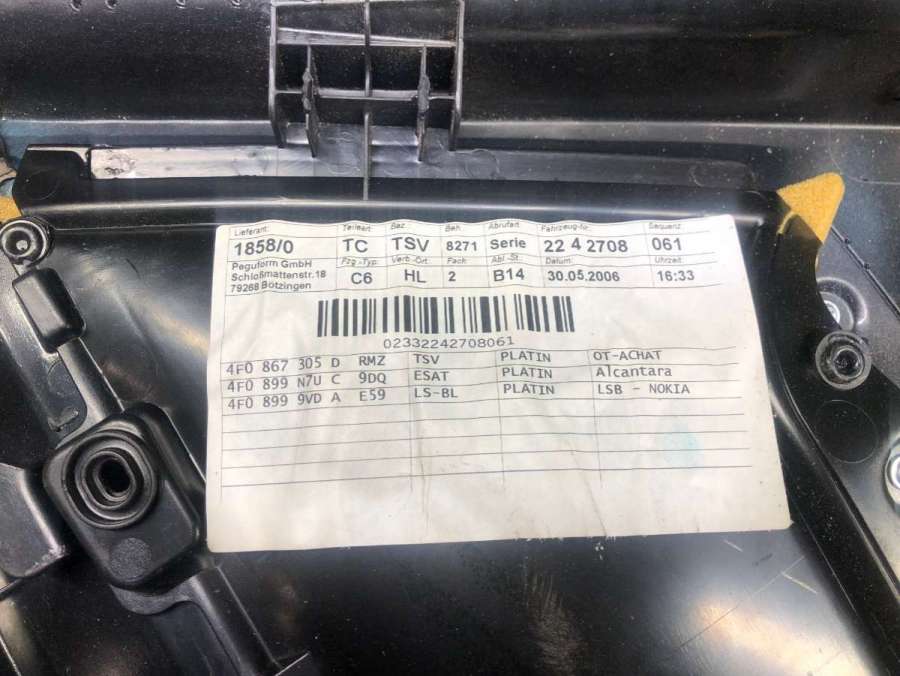 Lieferant: Teileart: Bez. Beh. Abrufart. Fahrzeug-Nr. Sequenz
1858/0 TC TSV 8271 Serie 22 4 2708 061
Peguform GmbH Fzg.-Typ. Verb.-Ort. Fach. Abl.-St. Datum: Uhrzeit:
Schloßmattenstr.18 C6 HL 2 B14 30.05.2006 16:33
79268 Bötzingen
02332242708061
4F0 867 305 D RMZ TSV PLATIN OT-ACHAT
4F0 899 N7U C 9DQ ESAT PLATIN Alcantara
4F0 899 9VD A E59 LS-BL PLATIN LSB - NOKIA